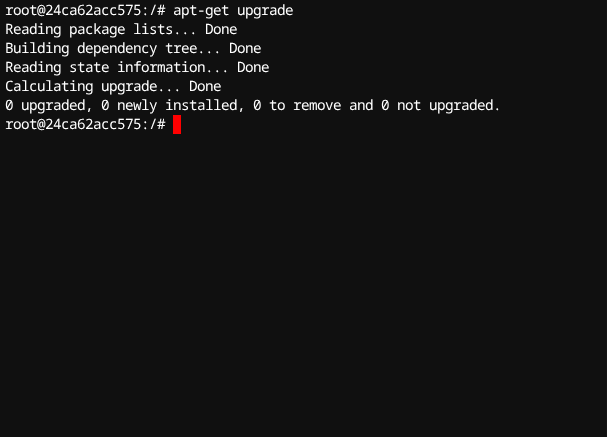 root@24ca62acc575:/# apt-get upgrade
Reading package lists... Done
Building dependency tree... Done
Reading state information... Done
Calculating upgrade... Done
0 upgraded, 0 newly installed, 0 to remove and 0 not upgraded.
root@24ca62acc575:/#